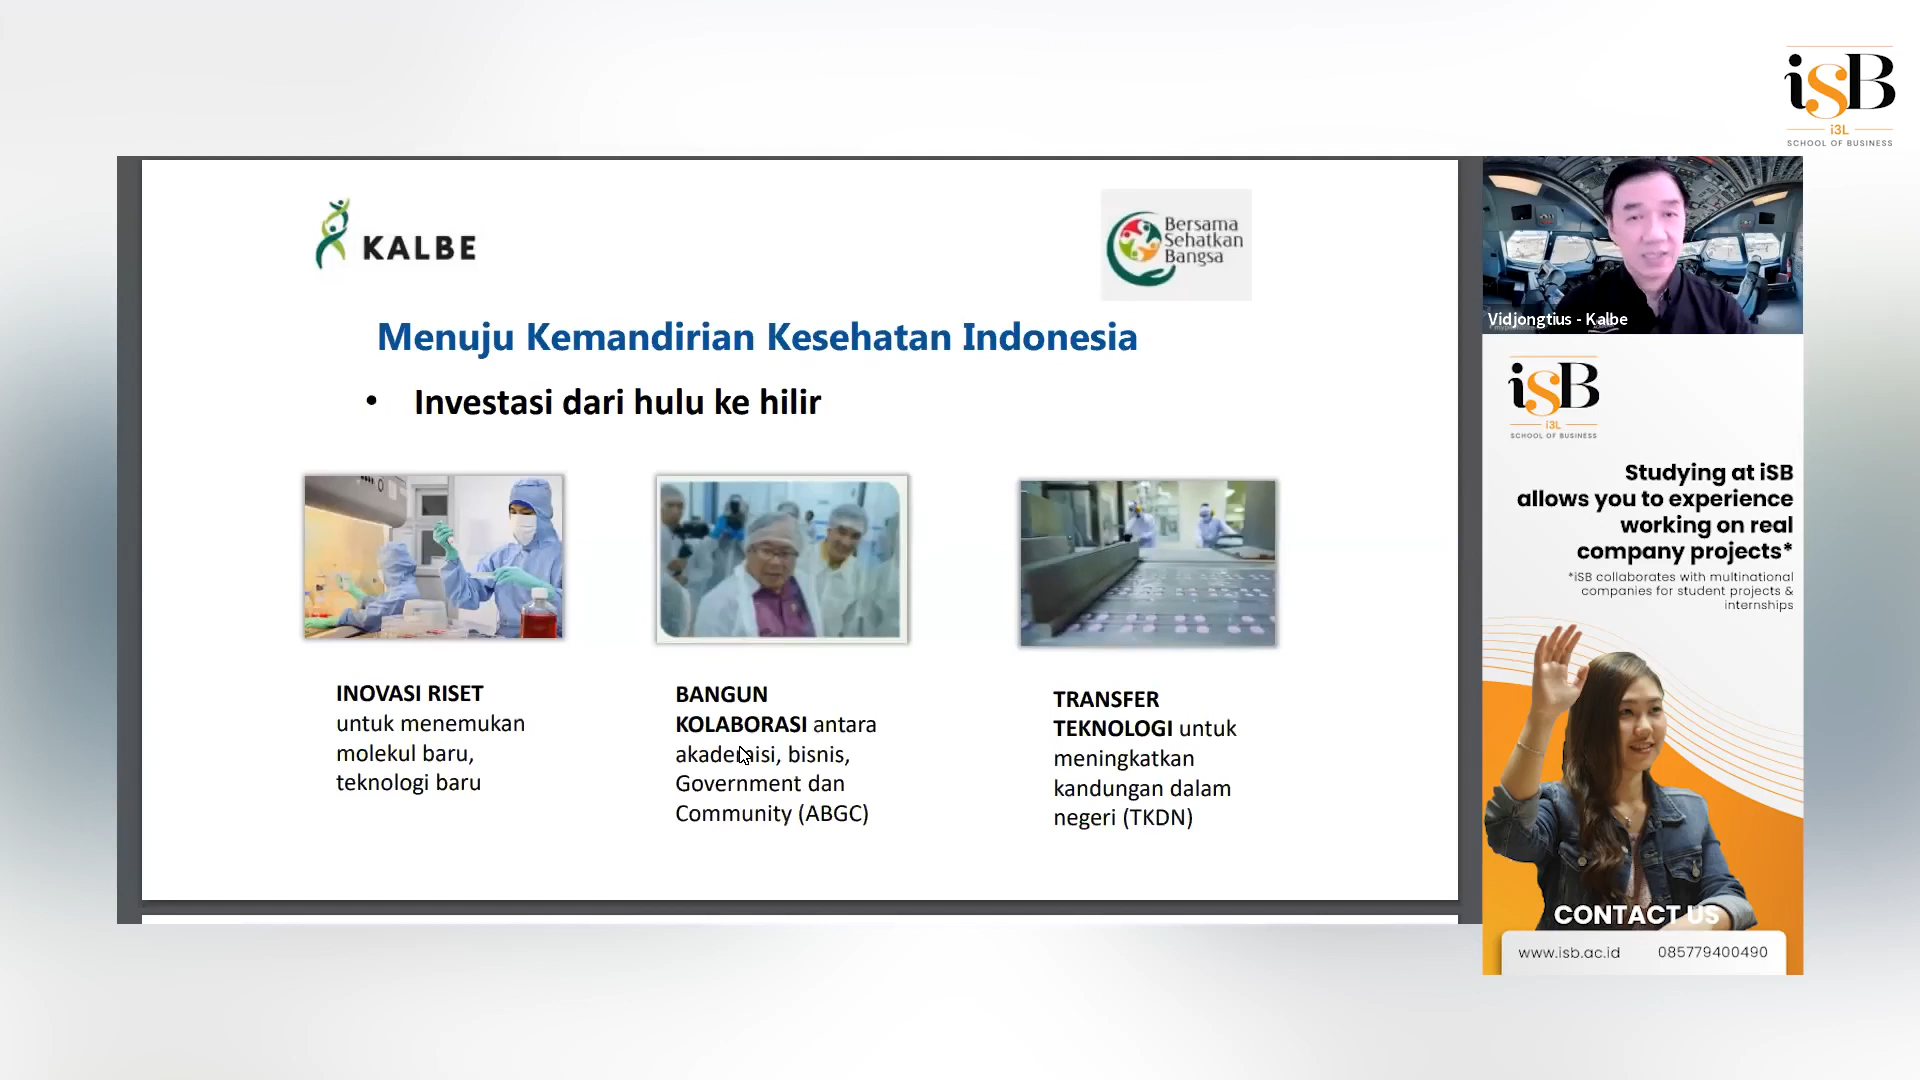 iSB
i3L
SCHOOL OF BUSINESS
KALBE
Bersama
Sehatkan
Bangsa
Menuju Kemandirian Kesehatan Indonesia
• Investasi dari hulu ke hilir
INOVASI RISET
untuk menemukan
molekul baru,
teknologi baru
BANGUN
KOLABORASI antara
akademisi, bisnis,
Government dan
Community (ABGC)
TRANSFER
TEKNOLOGI untuk
meningkatkan
kandungan dalam
negeri (TKDN)
Vidjongtius - Kalbe
iSB
i3L
SCHOOL OF BUSINESS
Studying at iSB
allows you to experience
working on real
company projects*
*iSB collaborates with multinational
companies for student projects &
internships
CONTACT US
www.isb.ac.id 085779400490